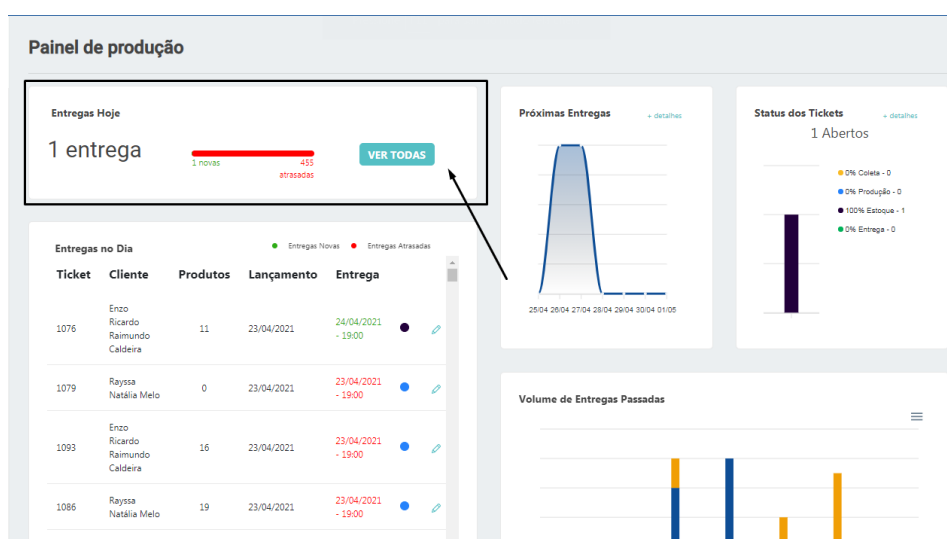 Painel de produção
Entregas Hoje
1 entrega
1 novas
455
atrasadas
VER TODAS
Próximas Entregas
+ detalhes
25/04 26/04 27/04 28/04 29/04 30/04 01/05
Status dos Tickets
+ detalhes
1 Abertos
0% Coleta - 0
0% Produção - 0
100% Estoque - 1
0% Entrega - 0
Entregas no Dia
Entregas Novas
Entregas Atrasadas
Ticket Cliente Produtos Lançamento Entrega
1076
Enzo
Ricardo
Raimundo
Caldeira
11
23/04/2021
24/04/2021
- 19:00
1079
Rayssa
Natália Melo
0
23/04/2021
23/04/2021
- 19:00
1093
Enzo
Ricardo
Raimundo
Caldeira
16
23/04/2021
23/04/2021
- 19:00
1086
Rayssa
Natália Melo
19
23/04/2021
23/04/2021
- 19:00
Volume de Entregas Passadas